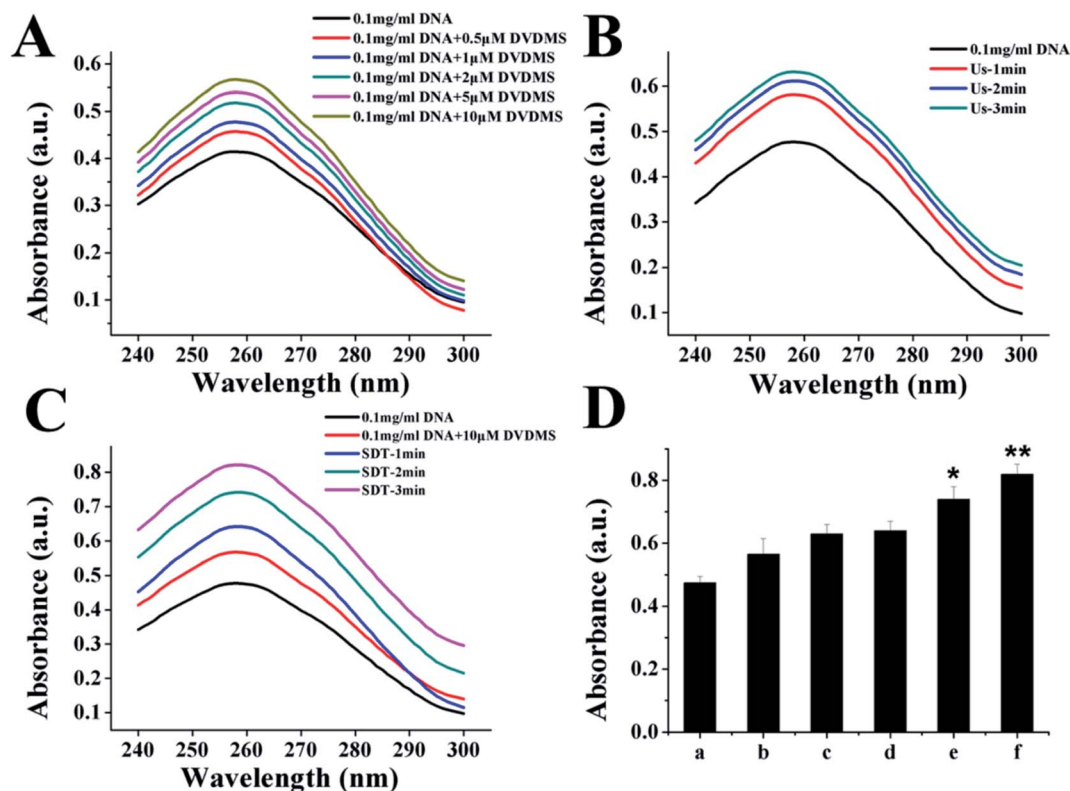 A
0.1mg/ml DNA
0.1mg/ml DNA+0.5μM DVDMS
0.1mg/ml DNA+1μM DVDMS
0.1mg/ml DNA+2μM DVDMS
0.1mg/ml DNA+5μM DVDMS
0.1mg/ml DNA+10μM DVDMS
Absorbance (a.u.)
0.6
0.5
0.4
0.3
0.2
0.1
240 250 260 270 280 290 300
Wavelength (nm)
B
0.1mg/ml DNA
Us-1min
Us-2min
Us-3min
Absorbance (a.u.)
0.6
0.5
0.4
0.3
0.2
0.1
240 250 260 270 280 290 300
Wavelength (nm)
C
0.1mg/ml DNA
0.1mg/ml DNA+10μM DVDMS
SDT-1min
SDT-2min
SDT-3min
Absorbance (a.u.)
0.8
0.7
0.6
0.5
0.4
0.3
0.2
0.1
240 250 260 270 280 290 300
Wavelength (nm)
D
Absorbance (a.u.)
0.8
0.6
0.4
0.2
0.0
* **
a b c d e f